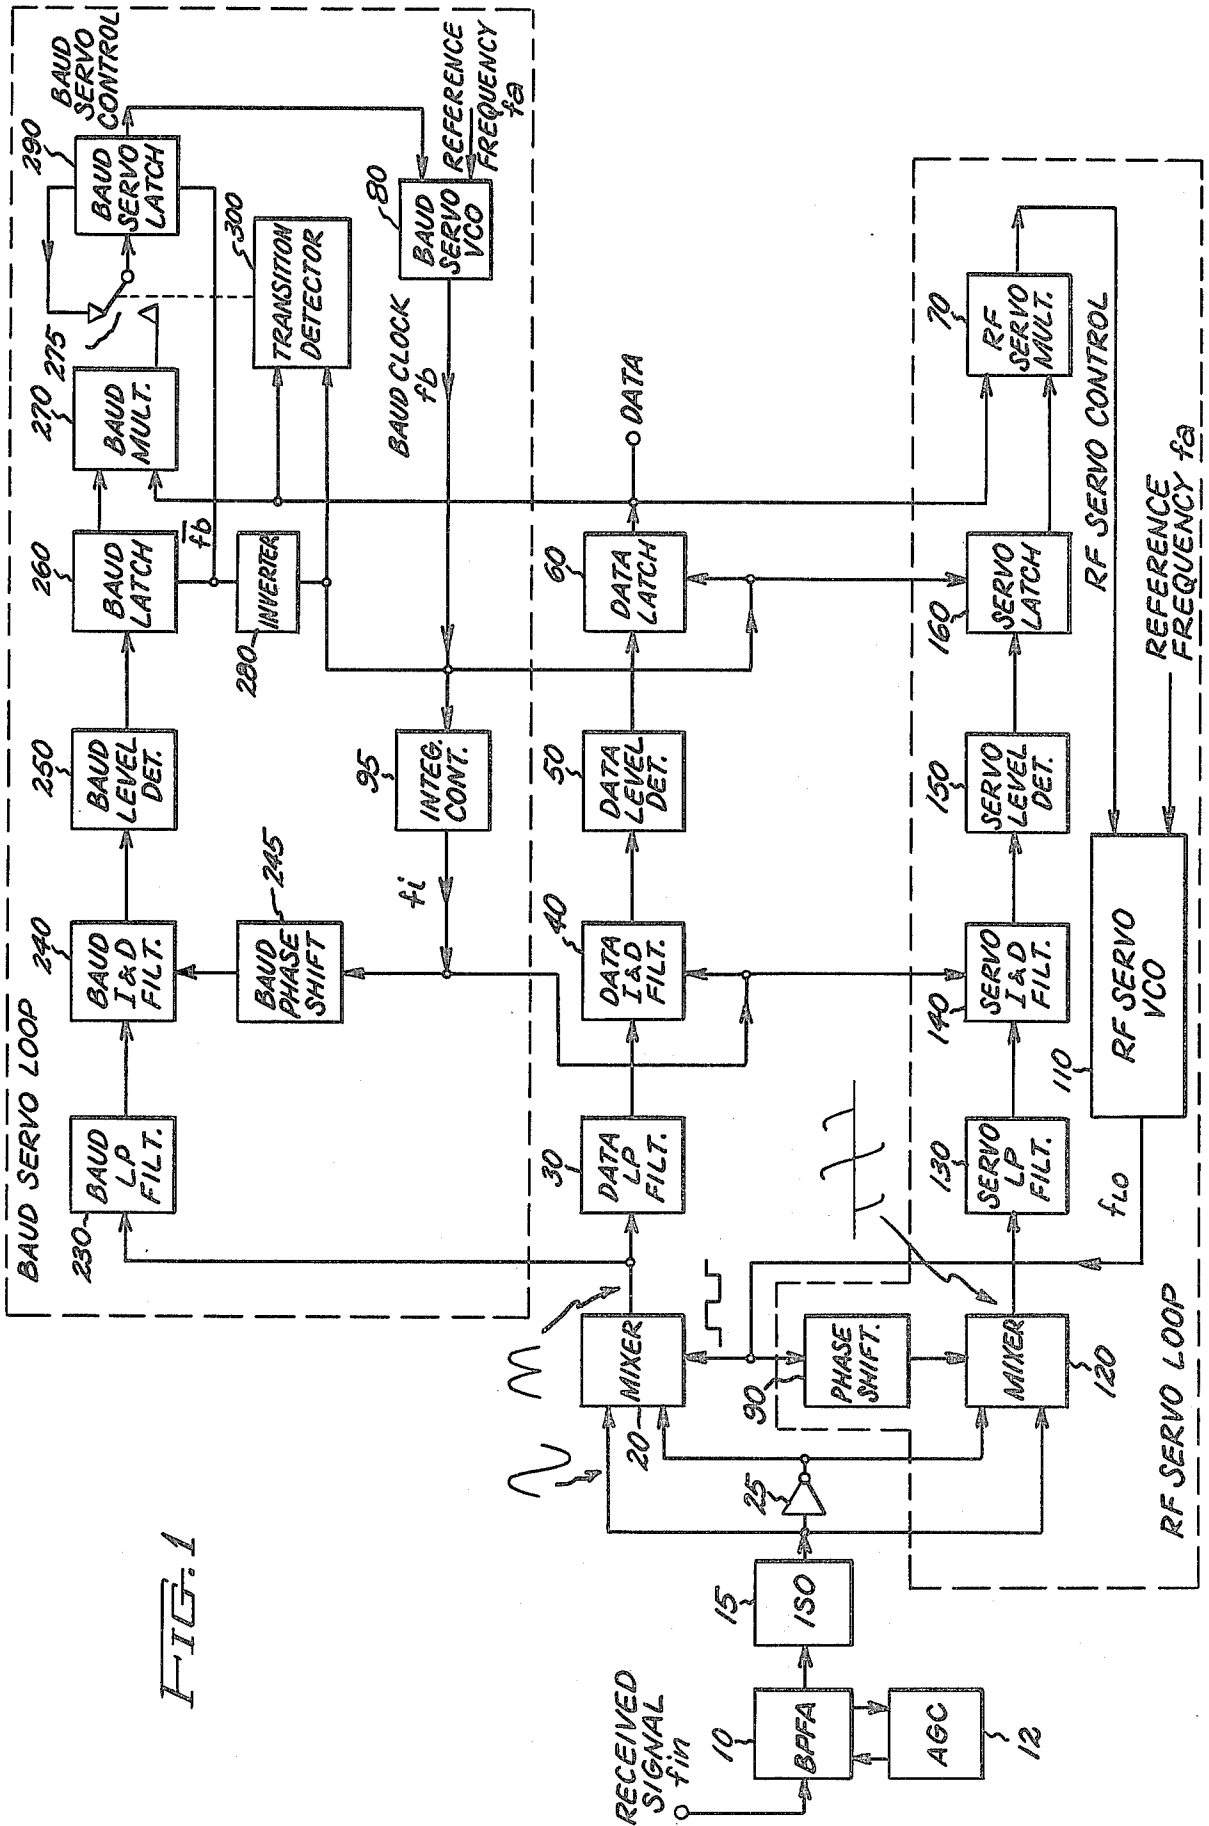 BAUD SERVO LOOP
230
BAUD
LP
FILT.
240
BAUD
I&D
FILT.
250
BAUD
LEVEL
DET.
260
BAUD
LATCH
270
BAUD
MULT.
275
290
BAUD
SERVO
LATCH
BAUD
SERVO
CONTROL
245
BAUD
PHASE
SHIFT
280
INVERTER
fb
300
TRANSITION
DETECTOR
fi
95
INTEG.
CONT.
BAUD CLOCK
fb
80
BAUD
SERVO
VCO
REFERENCE
FREQUENCY
fa
FIG. 1
20
MIXER
30
DATA
LP
FILT.
40
DATA
I&D
FILT.
50
DATA
LEVEL
DET.
60
DATA
LATCH
DATA
RECEIVED
SIGNAL
fin
10
BPFA
15
ISO
25
90
PHASE
SHIFT.
AGC
12
MIXER
120
130
SERVO
LP
FILT.
140
SERVO
I&D
FILT.
150
SERVO
LEVEL
DET.
160
SERVO
LATCH
70
RF
SERVO
MULT.
fLO
110
RF SERVO
VCO
RF SERVO CONTROL
REFERENCE
FREQUENCY fa
RF SERVO LOOP